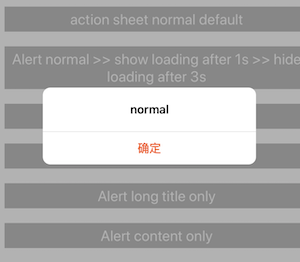 action sheet normal default
Alert normal >> show loading after 1s >> hide
loading after 3s
normal
确定
Alert long title only
Alert content only